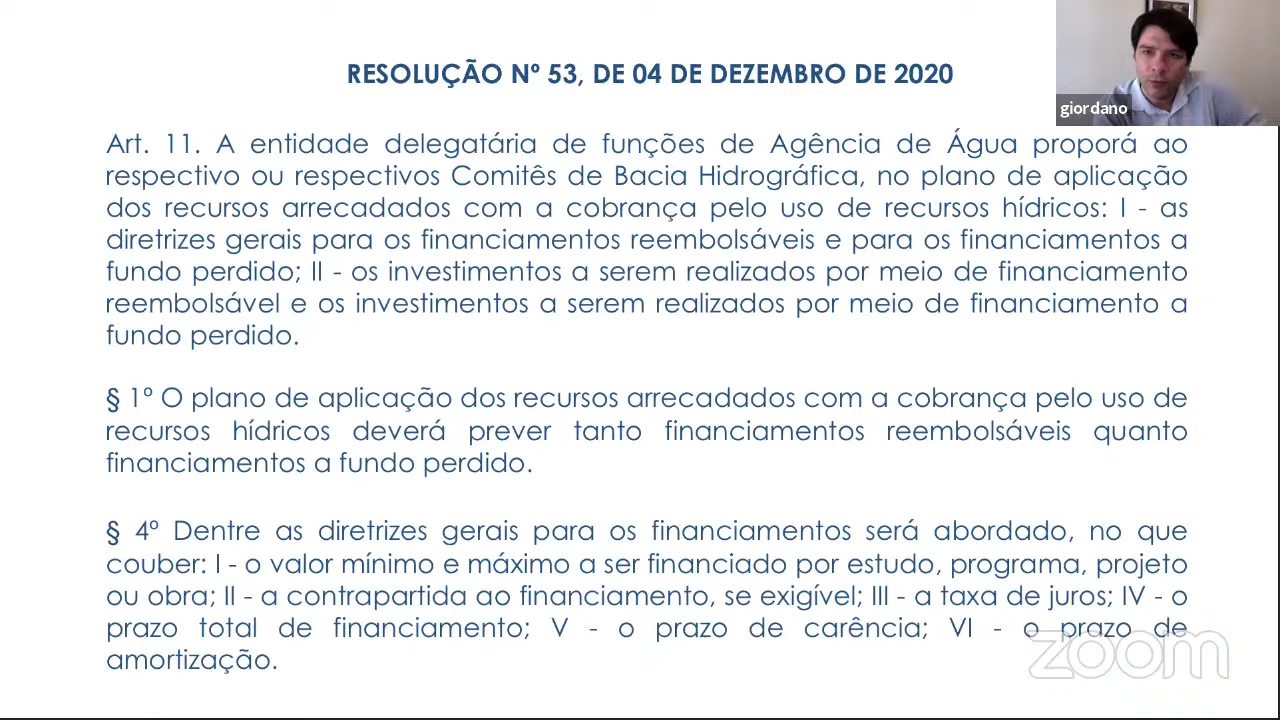 RESOLUÇÃO Nº 53, DE 04 DE DEZEMBRO DE 2020
giordano
Art. 11. A entidade delegatária de funções de Agência de Água proporá ao
respectivo ou respectivos Comitês de Bacia Hidrográfica, no plano de aplicação
dos recursos arrecadados com a cobrança pelo uso de recursos hídricos: I - as
diretrizes gerais para os financiamentos reembolsáveis e para os financiamentos a
fundo perdido; II - os investimentos a serem realizados por meio de financiamento
reembolsável e os investimentos a serem realizados por meio de financiamento a
fundo perdido.
§ 1º O plano de aplicação dos recursos arrecadados com a cobrança pelo uso de
recursos hídricos deverá prever tanto financiamentos reembolsáveis quanto
financiamentos a fundo perdido.
§ 4º Dentre as diretrizes gerais para os financiamentos será abordado, no que
couber: I - o valor mínimo e máximo a ser financiado por estudo, programa, projeto
ou obra; II - a contrapartida ao financiamento, se exigível; III - a taxa de juros; IV - o
prazo total de financiamento; V - o prazo de carência; VI - o prazo de
amortização.
zoom